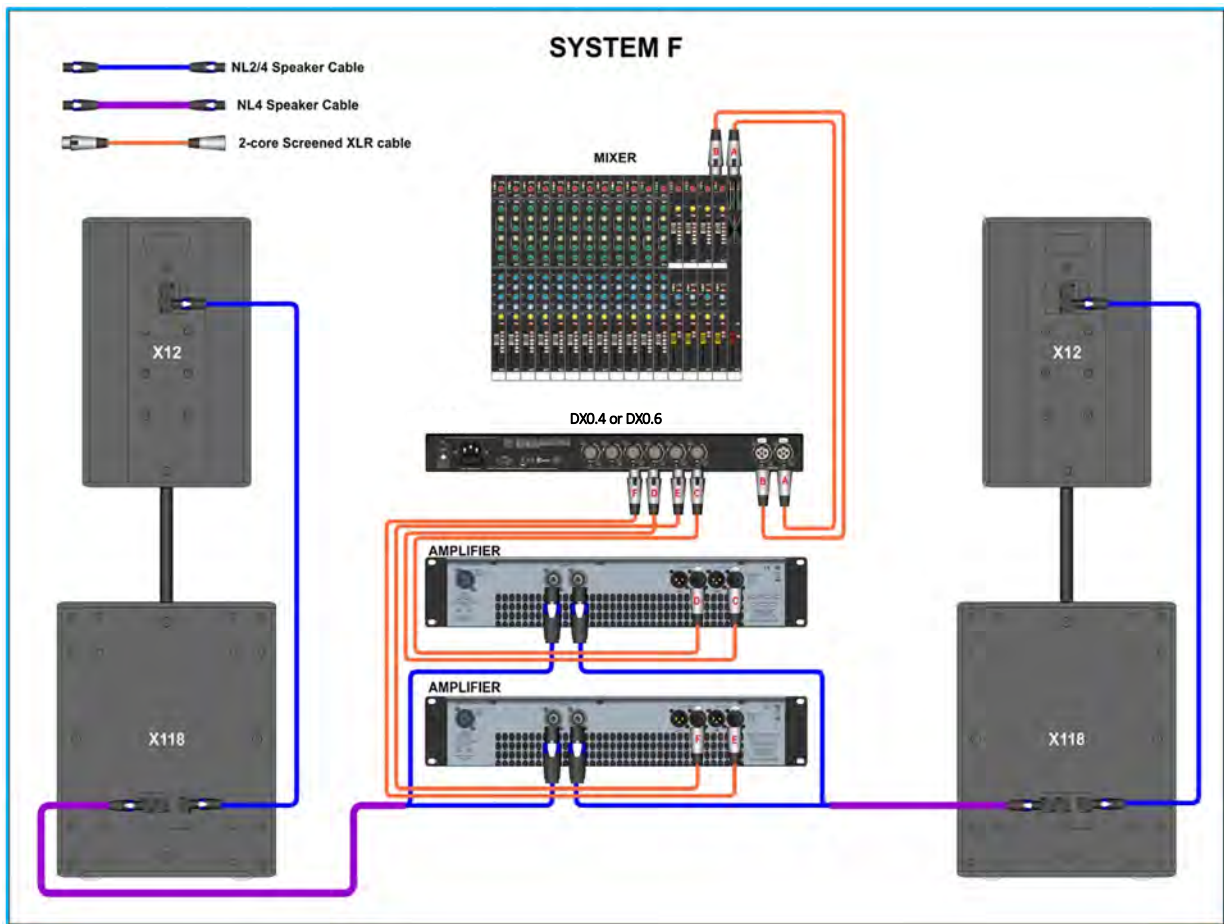 SYSTEM F
NL2/4 Speaker Cable
NL4 Speaker Cable
2-core Screened XLR cable
B A
MIXER
X12
X12
DX0.4 or DX0.6
F D E C B A
AMPLIFIER
D C
AMPLIFIER
F E
X118
X118